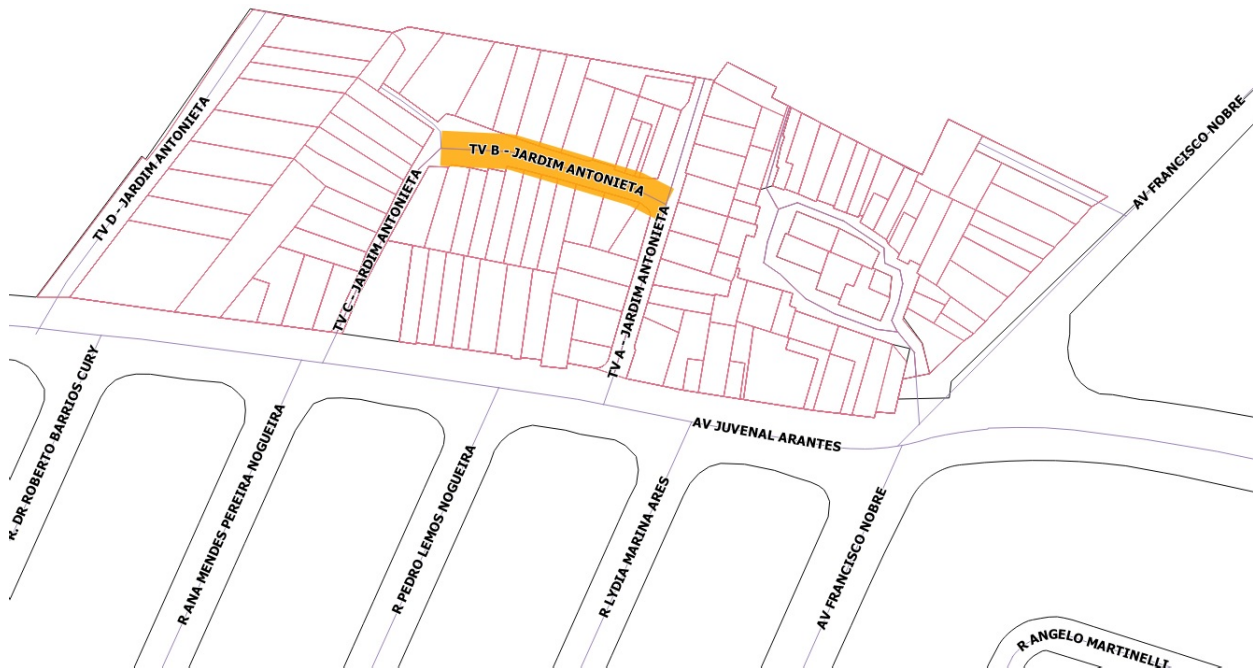 AV FRANCISCO NOBRE
TV D - JARDIM ANTONIETA
TV B - JARDIM ANTONIETA
TV C - JARDIM ANTONIETA
TV A - JARDIM ANTONIETA
R. DR ROBERTO BARRIOS CURY
R ANA MENDES PEREIRA NOGUEIRA
R PEDRO LEMOS NOGUEIRA
R LYDIA MARINA ARES
AV JUVENAL ARANTES
AV FRANCISCO NOBRE
R ANGELO MARTINELLI